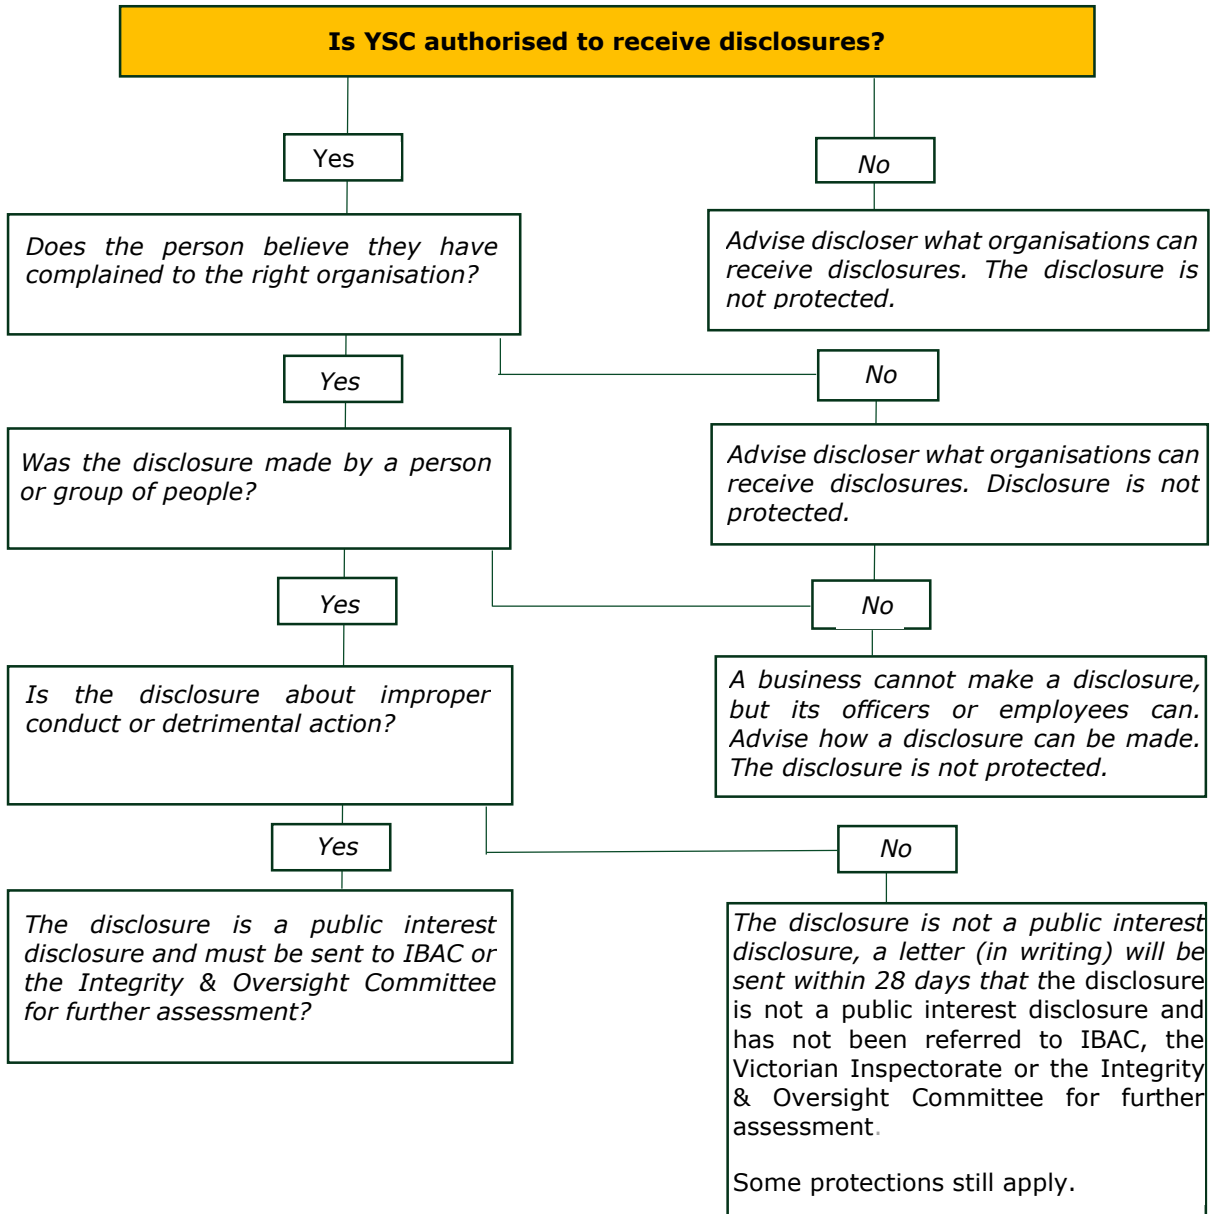 Is YSC authorised to receive disclosures?
Yes
No
Does the person believe they have
complained to the right organisation?
Advise discloser what organisations can
receive disclosures. The disclosure is
not protected.
Yes
No
Was the disclosure made by a person
or group of people?
Advise discloser what organisations can
receive disclosures. Disclosure is not
protected.
Yes
No
Is the disclosure about improper
conduct or detrimental action?
A business cannot make a disclosure,
but its officers or employees can.
Advise how a disclosure can be made.
The disclosure is not protected.
Yes
No
The disclosure is a public interest
disclosure and must be sent to IBAC or
the Integrity & Oversight Committee
for further assessment?
The disclosure is not a public interest
disclosure, a letter (in writing) will be
sent within 28 days that the disclosure
is not a public interest disclosure and
has not been referred to IBAC, the
Victorian Inspectorate or the Integrity
& Oversight Committee for further
assessment.
Some protections still apply.